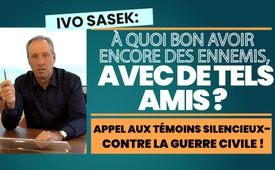 IVO SASEK:
À QUOI BON AVOIR
ENCORE DES ENNEMIS,
AVEC DE TELS
AMIS ?
APPEL AUX TÉMOINS SILENCIEUX-
CONTRE LA GUERRE CIVILE !